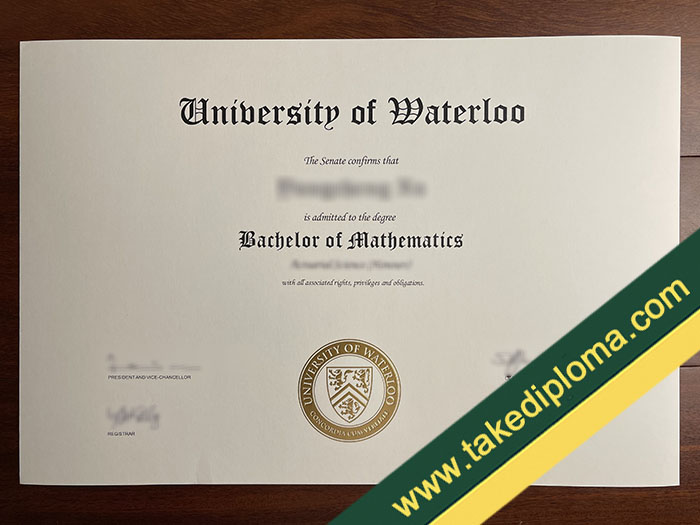 University of Waterloo
The Senate confirms that
is admitted to the degree
Bachelor of Mathematics
with all associated rights, privileges and obligations.
PRESIDENT AND VICE-CHANCELLOR
REGISTRAR
UNIVERSITY OF WATERLOO
CONCORDIA CUM VERITATE
www.takediploma.com